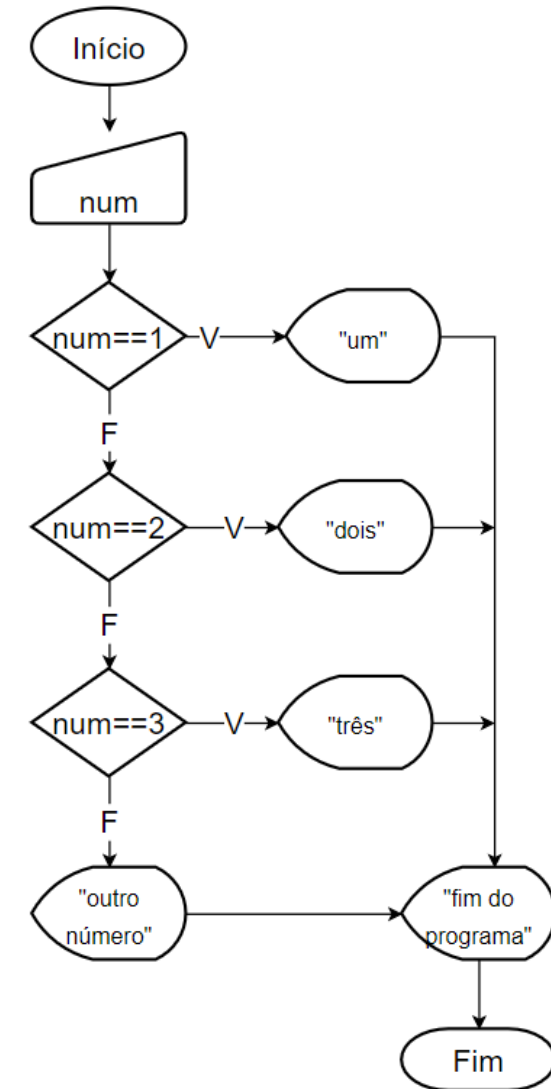 Início
num
num==1
V
"um"
F
num==2
V
"dois"
F
num==3
V
"três"
F
"outro
número"
"fim do
programa"
Fim